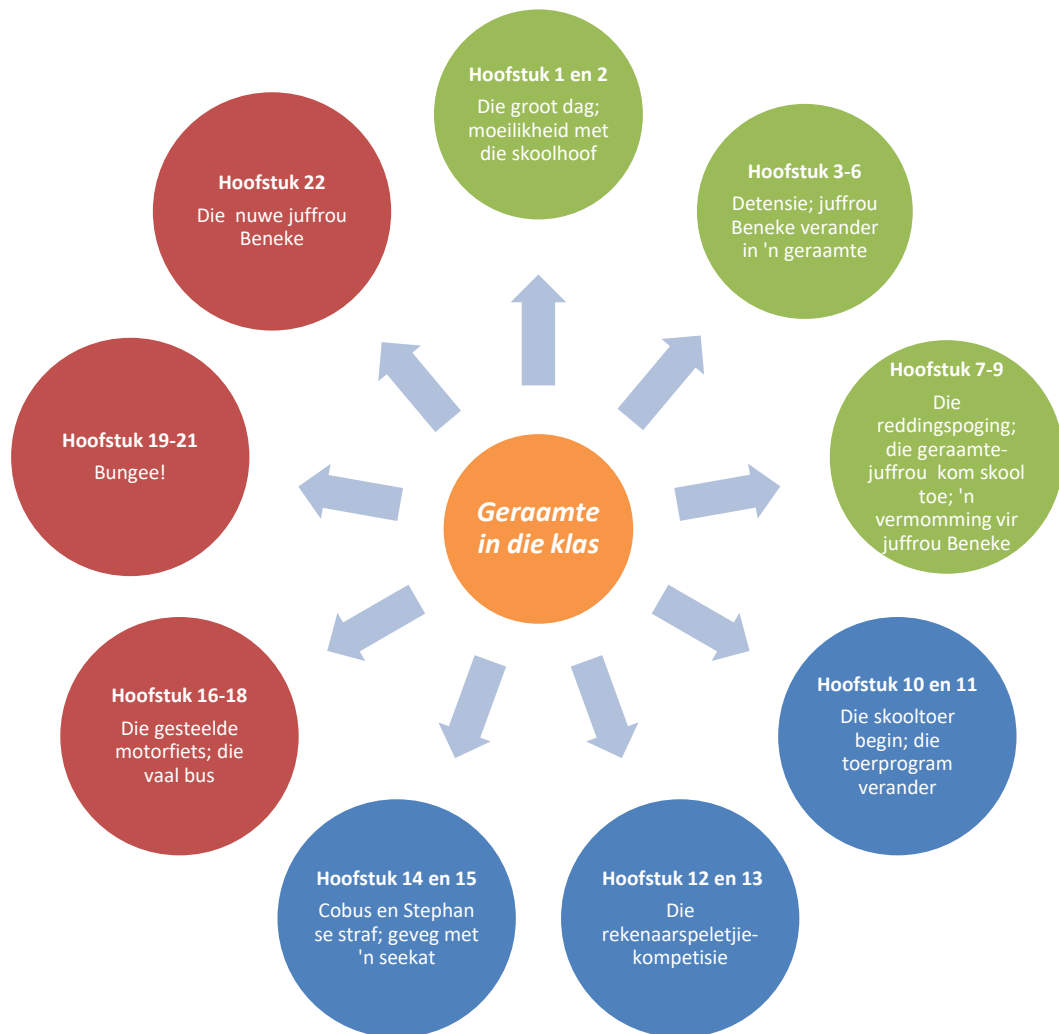 Hoofstuk 1 en 2
Die groot dag;
moeilikheid met
die skoolhoof
Hoofstuk 3-6
Detensie; juffrou
Beneke verander
in 'n geraamte
Hoofstuk 7-9
Die
reddingspoging;
die geraamte-
juffrou kom skool
toe; 'n
vermomming vir
juffrou Beneke
Hoofstuk 10 en 11
Die skooltoer
begin; die
toerprogram
verander
Hoofstuk 12 en 13
Die
rekenaarspeletjie-
kompetisie
Hoofstuk 14 en 15
Cobus en Stephan
se straf; geveg met
'n seekat
Hoofstuk 16-18
Die gesteelde
motorfiets; die
vaal bus
Hoofstuk 19-21
Bungee!
Hoofstuk 22
Die nuwe juffrou
Beneke
Geraamte
in die klas